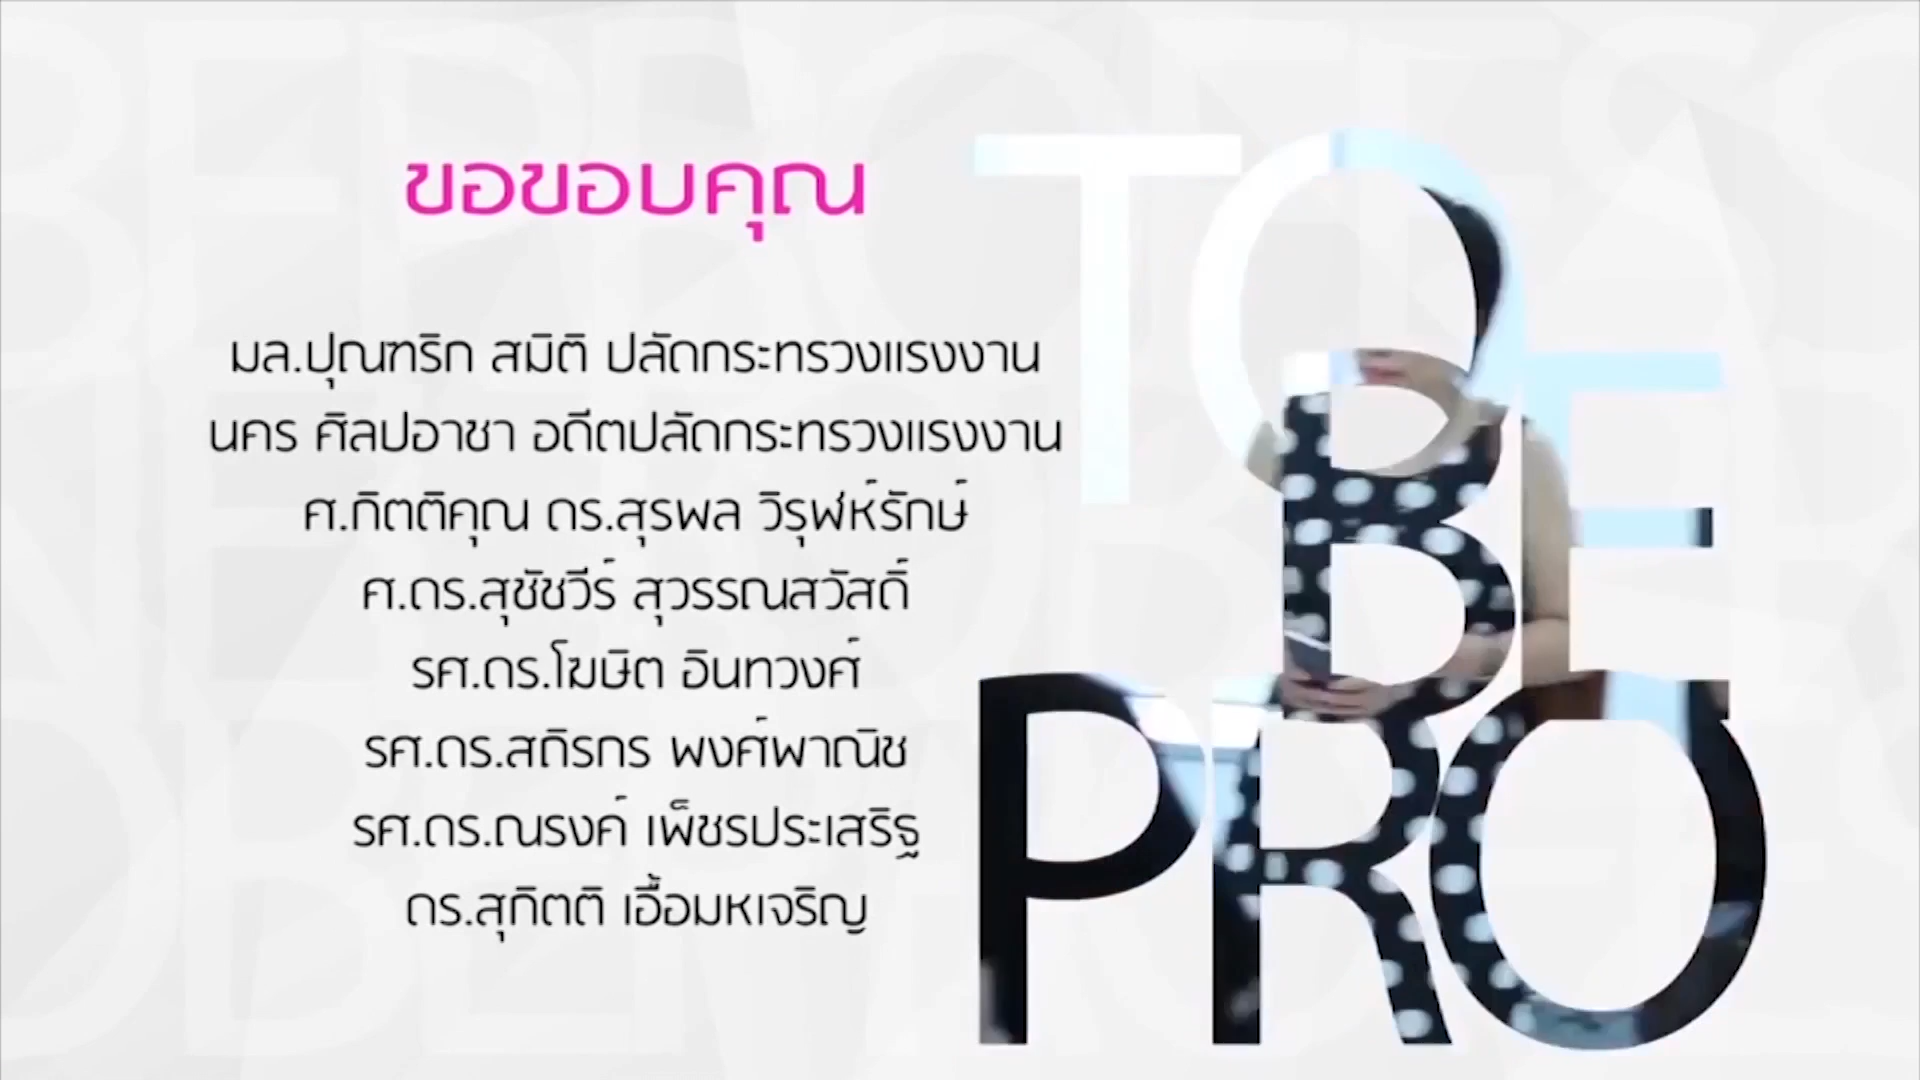 ขอขอบคุณ
มล.ปุณฑริก สมิติ ปลัดกระทรวงแรงงาน
นคร ศิลปอาชา อดีตปลัดกระทรวงแรงงาน
ศ.กิตติคุณ ดร.สุรพล วิรุฬห์รักษ์
ศ.ดร.สุชัชวีร์ สุวรรณสวัสดิ์
รศ.ดร.โฆษิต อินทวงศ์
รศ.ดร.สถิรกร พงศ์พาณิช
รศ.ดร.ณรงค์ เพ็ชรประเสริฐ
ดร.สุกิตติ เอื้อมหเจริญ
TO
BE
PRO